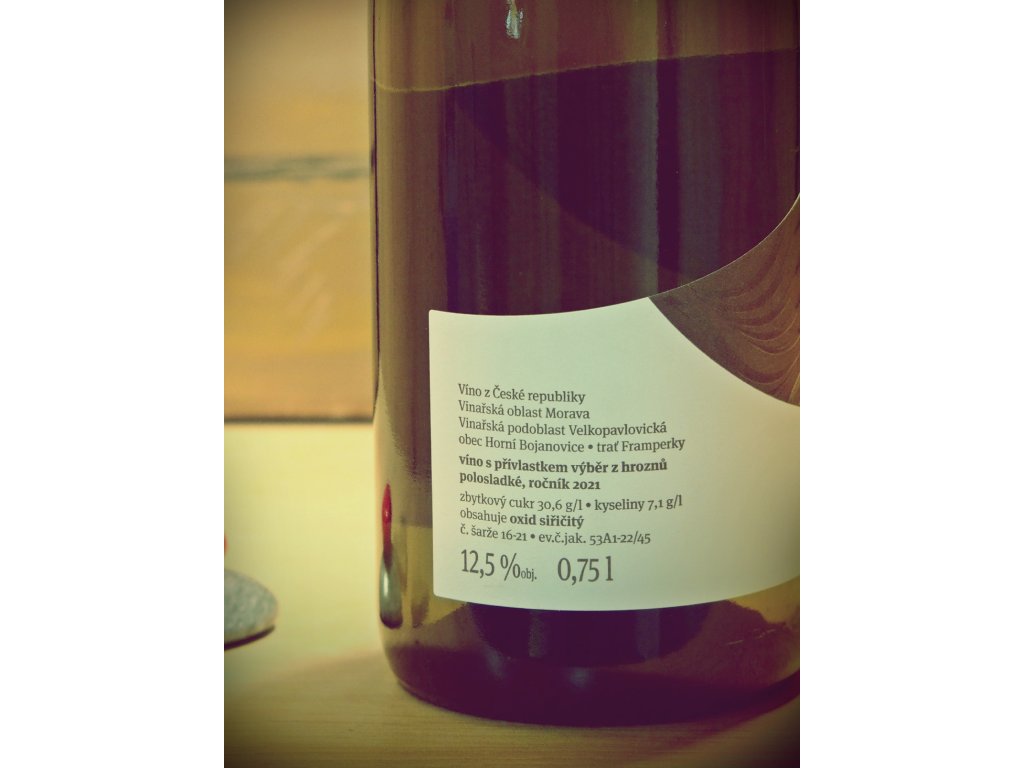 Víno z České republiky
Vinařská oblast Morava
Vinařská podoblast Velkopavlovická
obec Horní Bojanovice • trať Framperky
víno s přívlastkem výběr z hroznů
polosladké, ročník 2021
zbytkový cukr 30,6 g/l • kyseliny 7,1 g/l
obsahuje oxid siřičitý
č. šarže 16-21 • ev.č.jak. 53A1-22/45
12,5 %obj. 0,75 l